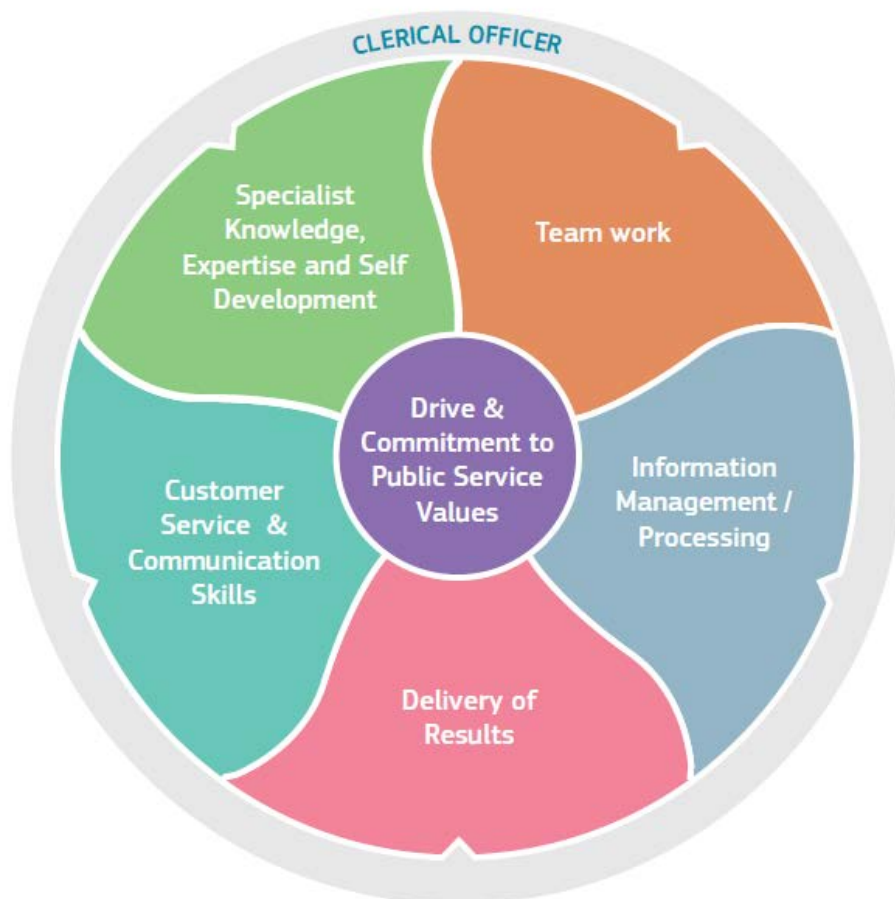 CLERICAL OFFICER
Specialist
Knowledge,
Expertise and Self
Development
Team work
Drive &
Commitment to
Public Service
Values
Information
Management /
Processing
Customer
Service &
Communication
Skills
Delivery of
Results